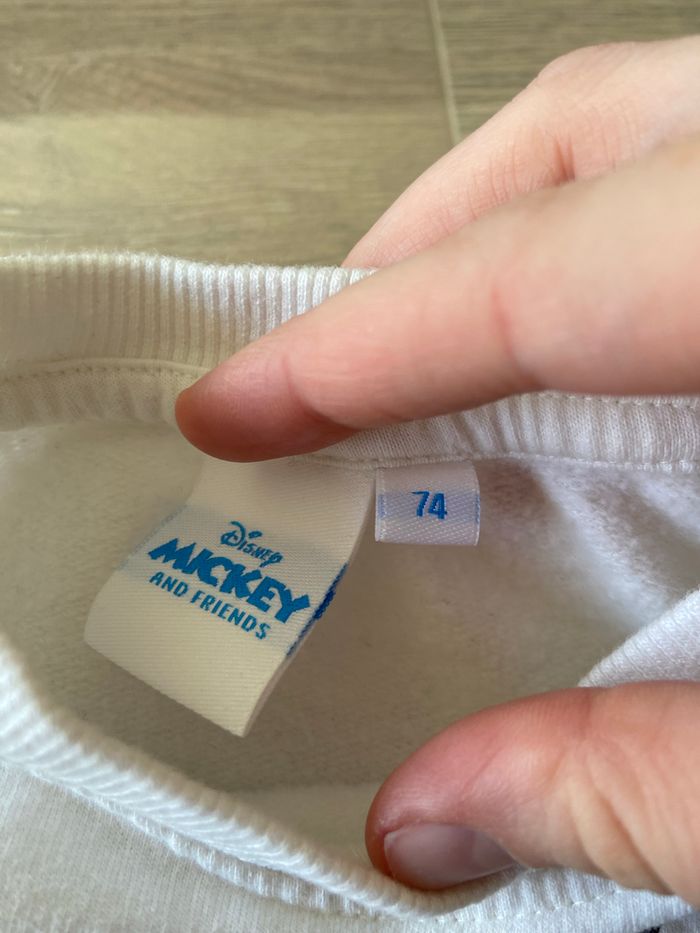 Disney
MICKEY
AND FRIENDS
74